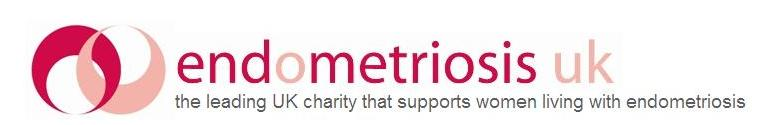 endometriosis uk
the leading UK charity that supports women living with endometriosis